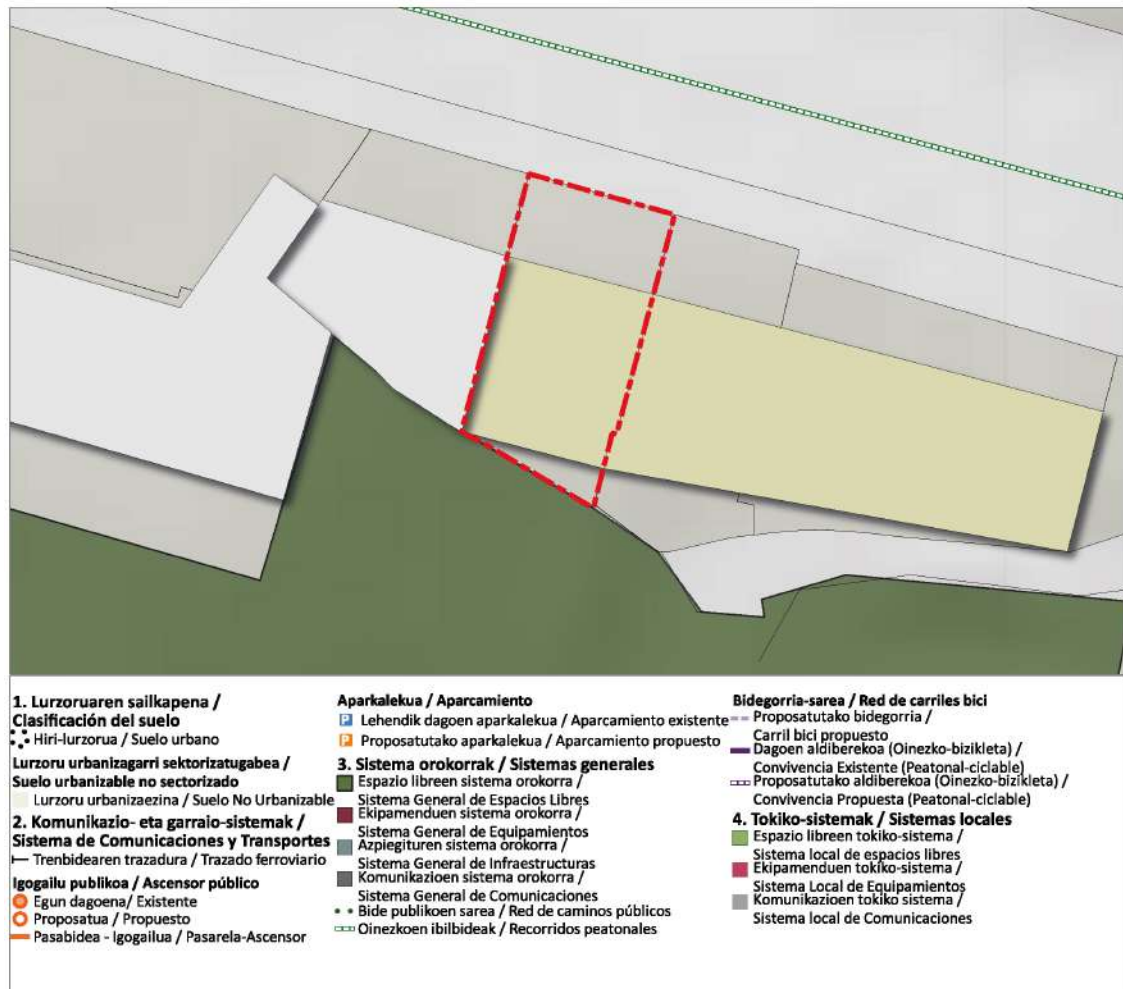 1. Lurzoruaren sailkapena /
Clasificación del suelo
Hiri-lurzorua / Suelo urbano
Lurzoru urbanizagarri sektorizatugabea /
Suelo urbanizable no sectorizado
Lurzoru urbanizaezina / Suelo No Urbanizable
2. Komunikazio- eta garraio-sistemak /
Sistema de Comunicaciones y Transportes
Trenbidearen trazadura / Trazado ferroviario
Igogailu publikoa / Ascensor público
Egun dagoena/ Existente
Proposatua / Propuesto
Pasabidea - Igogailua / Pasarela-Ascensor
Aparkalekua / Aparcamiento
P Lehendik dagoen aparkalekua / Aparcamiento existente
P Proposatutako aparkalekua / Aparcamiento propuesto
3. Sistema orokorrak / Sistemas generales
Espazio libreen sistema orokorra /
Sistema General de Espacios Libres
Ekipamenduen sistema orokorra /
Sistema General de Equipamientos
Azpiegituren sistema orokorra /
Sistema General de Infraestructuras
Komunikazioen sistema orokorra /
Sistema General de Comunicaciones
Bide publikoen sarea / Red de caminos públicos
Oinezkoen ibilbideak / Recorridos peatonales
Bidegorria-sarea / Red de carriles bici
Proposatutako bidegorria /
Carril bici propuesto
Dagoen aldiberekoa (Oinezko-bizikleta) /
Convivencia Existente (Peatonal-ciclable)
Proposatutako aldiberekoa (Oinezko-bizikleta) /
Convivencia Propuesta (Peatonal-ciclable)
4. Tokiko-sistemak / Sistemas locales
Espazio libreen tokiko-sistema /
Sistema local de espacios libres
Ekipamenduen tokiko-sistema /
Sistema Local de Equipamientos
Komunikazioen tokiko sistema /
Sistema local de Comunicaciones